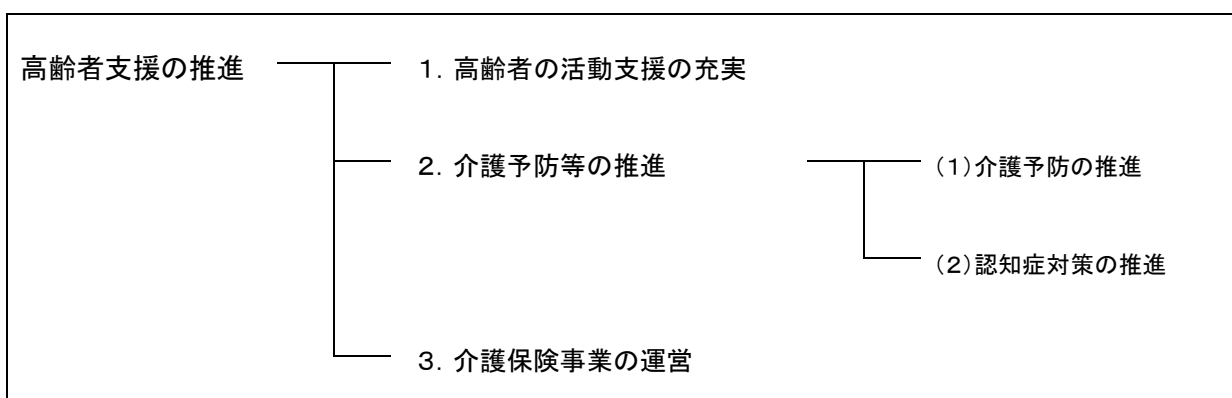 高齢者支援の推進
1. 高齢者の活動支援の充実
2. 介護予防等の推進
(1)介護予防の推進
(2)認知症対策の推進
3. 介護保険事業の運営